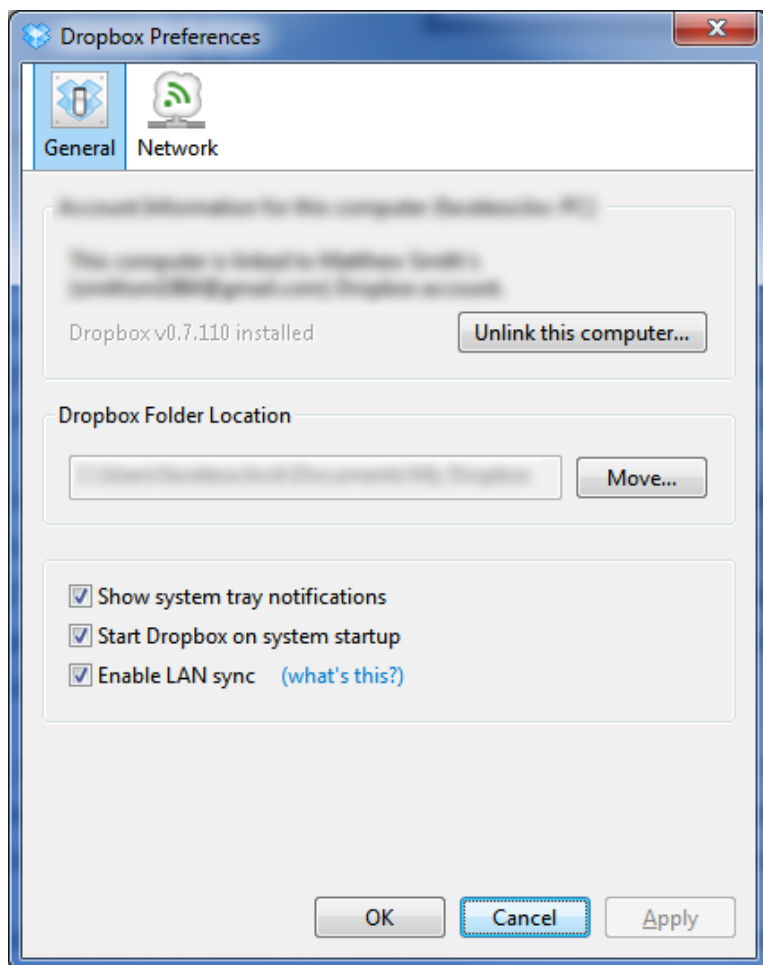 Dropbox Preferences
General Network
Dropbox v0.7.110 installed
Unlink this computer...
Dropbox Folder Location
Move...
Show system tray notifications
Start Dropbox on system startup
Enable LAN sync (what's this?)
OK Cancel Apply